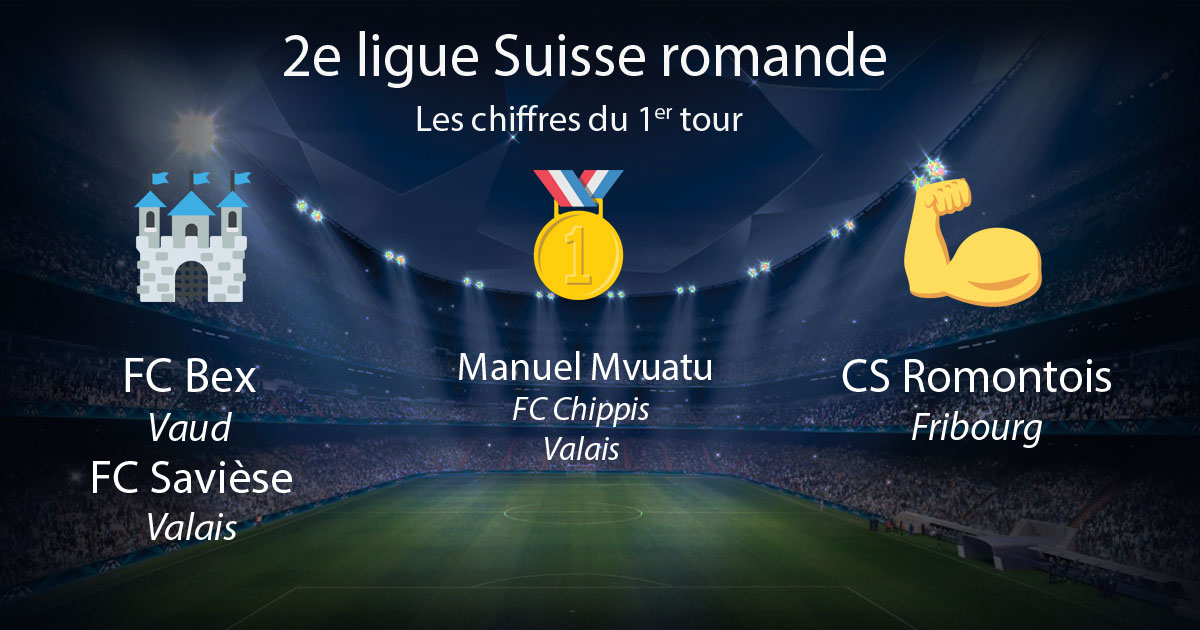 2e ligue Suisse romande
Les chiffres du 1er tour
1
FC Bex
Vaud
FC Savièse
Valais
Manuel Mvuatu
FC Chippis
Valais
CS Romontois
Fribourg